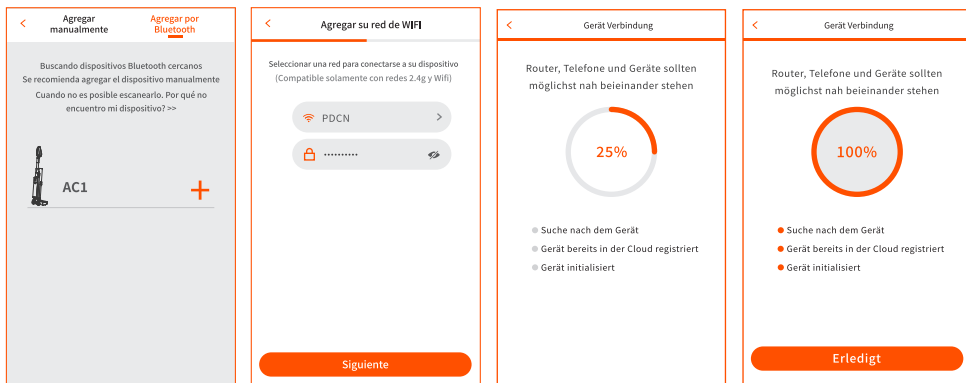 Agregar
manualmente
Agregar por
Bluetooth
Buscando dispositivos Bluetooth cercanos
Se recomienda agregar el dispositivo manualmente
Cuando no es posible escanearlo. Por qué no
encuentro mi dispositivo? >>
AC1
Agregar su red de WIFI
Seleccionar una red para conectarse a su dispositivo
(Compatible solamente con redes 2.4g y Wifi)
PDCN
··········
Siguiente
Gerät Verbindung
Router, Telefone und Geräte sollten
möglichst nah beieinander stehen
25%
Suche nach dem Gerät
Gerät bereits in der Cloud registriert
Gerät initialisiert
Gerät Verbindung
Router, Telefone und Geräte sollten
möglichst nah beieinander stehen
100%
Suche nach dem Gerät
Gerät bereits in der Cloud registriert
Gerät initialisiert
Erledigt